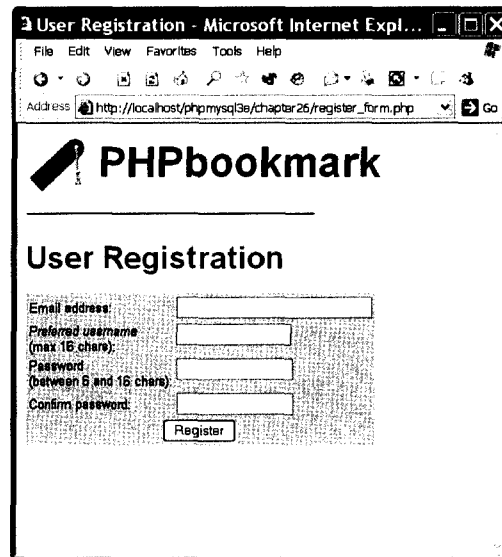 User Registration - Microsoft Internet Expl...
File Edit View Favorites Tools Help
Address http://localhost/phpmysql3e/chapter26/register_form.php Go
PHPbookmark
User Registration
Email address:
Preferred username
(max 16 chars):
Password
(between 6 and 16 chars):
Confirm password:
Register